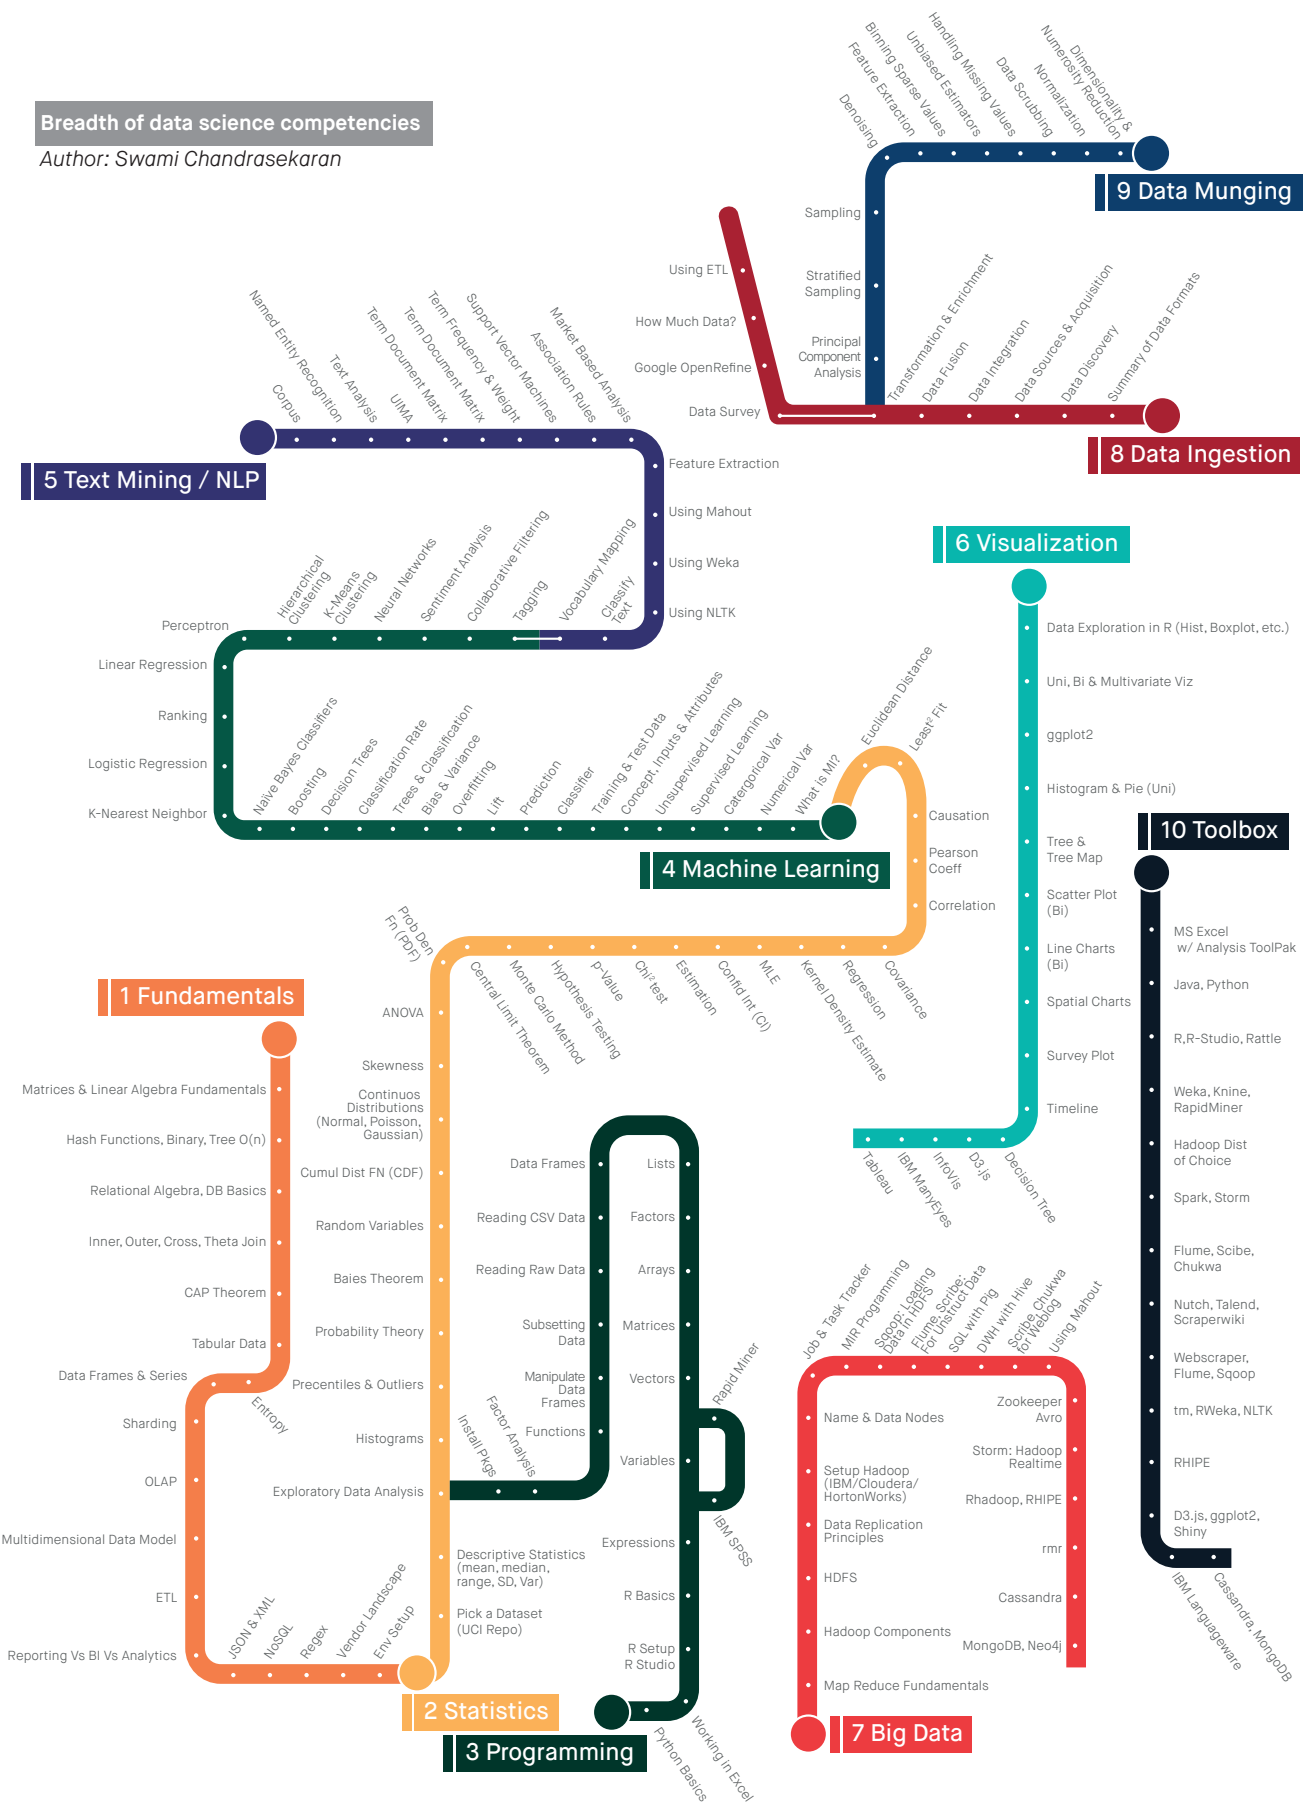 Breadth of data science competencies
Author: Swami Chandrasekaran
Denoising
Feature Extraction
Binning Sparse Values
Unbiased Estimators
Handling Missing Values
Data Scrubbing
Normalization
Dimensionality &
Numerosity Reduction
9 Data Munging
Sampling
Stratified
Sampling
Principal
Component
Analysis
Using ETL
How Much Data?
Google OpenRefine
Data Survey
Transformation & Enrichment
Data Fusion
Data Integration
Data Sources & Acquisition
Data Discovery
Summary of Data Formats
8 Data Ingestion
Corpus
Named Entity Recognition
Text Analysis
UIMA
Term Document Matrix
Term Document Matrix
Term Frequency & Weight
Support Vector Machines
Association Rules
Market Based Analysis
5 Text Mining / NLP
Feature Extraction
Using Mahout
Using Weka
Using NLTK
Classify
Text
Vocabulary Mapping
Tagging
Collaborative Filtering
Sentiment Analysis
Neural Networks
K-Means
Clustering
Hierarchical
Clustering
Perceptron
Linear Regression
Ranking
Logistic Regression
K-Nearest Neighbor
Naïve Bayes Classifiers
Boosting
Decision Trees
Classification Rate
Trees & Classification
Bias & Variance
Overfitting
Lift
Prediction
Classifier
Training & Test Data
Concept, Inputs & Attributes
Unsupervised Learning
Supervised Learning
Catergorical Var
Numerical Var
What is Ml?
4 Machine Learning
Euclidean Distance
Least² Fit
Causation
Pearson
Coeff
Correlation
6 Visualization
Data Exploration in R (Hist, Boxplot, etc.)
Uni, Bi & Multivariate Viz
ggplot2
Histogram & Pie (Uni)
Tree &
Tree Map
Scatter Plot
(Bi)
Line Charts
(Bi)
Spatial Charts
Survey Plot
Timeline
Decision Tree
D3.js
InfoVis
IBM ManyEyes
Tableau
10 Toolbox
MS Excel
w/ Analysis ToolPak
Java, Python
R,R-Studio, Rattle
Weka, Knine,
RapidMiner
Hadoop Dist
of Choice
Spark, Storm
Flume, Scibe,
Chukwa
Nutch, Talend,
Scraperwiki
Webscraper,
Flume, Sqoop
tm, RWeka, NLTK
RHIPE
D3.js, ggplot2,
Shiny
IBM Languageware
Cassandra, MongoDB
1 Fundamentals
Matrices & Linear Algebra Fundamentals
Hash Functions, Binary, Tree O(n)
Relational Algebra, DB Basics
Inner, Outer, Cross, Theta Join
CAP Theorem
Tabular Data
Entropy
Data Frames & Series
Sharding
OLAP
Multidimensional Data Model
ETL
Reporting Vs BI Vs Analytics
JSON & XML
NoSQL
Regex
Vendor Landscape
Env Setup
Prob Den
Fn (PDF)
Central Limit Theorem
Monte Carlo Method
Hypothesis Testing
p-Value
Chi² test
Estimation
Confid Int (CI)
MLE
Kernel Density Estimate
Regression
Covariance
ANOVA
Skewness
Continuos
Distributions
(Normal, Poisson,
Gaussian)
Cumul Dist FN (CDF)
Random Variables
Baies Theorem
Probability Theory
Precentiles & Outliers
Histograms
Exploratory Data Analysis
Descriptive Statistics
(mean, median,
range, SD, Var)
Pick a Dataset
(UCI Repo)
2 Statistics
Install Pkgs
Factor Analysis
Data Frames
Reading CSV Data
Reading Raw Data
Subsetting
Data
Manipulate
Data
Frames
Functions
Lists
Factors
Arrays
Matrices
Vectors
Variables
Expressions
R Basics
R Setup
R Studio
Rapid Miner
IBM SPSS
Python Basics
Working in Excel
3 Programming
Job & Task Tracker
MIR Programming
Sqoop: Loading
Data in HDFS
Flume, Scribe:
For Unstruct Data
SQL with Pig
DWH with Hive
Scribe, Chukwa
for Weblog
Using Mahout
Name & Data Nodes
Setup Hadoop
(IBM/Cloudera/
HortonWorks)
Data Replication
Principles
HDFS
Hadoop Components
Map Reduce Fundamentals
Zookeeper
Avro
Storm: Hadoop
Realtime
Rhadoop, RHIPE
rmr
Cassandra
MongoDB, Neo4j
7 Big Data